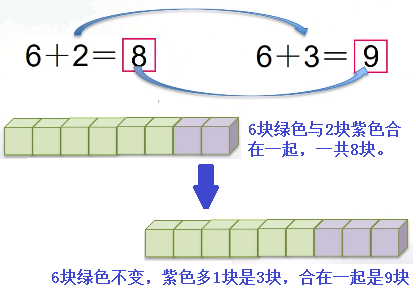 6+2=8 6+3=9
6块绿色与2块紫色合
在一起，一共8块。
6块绿色不变，紫色多1块是3块，合在一起是9块